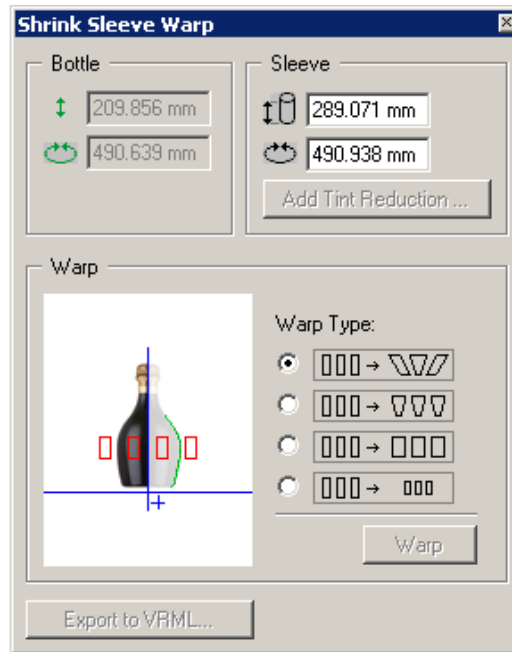 Shrink Sleeve Warp
Bottle
209.856 mm
490.639 mm
Sleeve
289.071 mm
490.938 mm
Add Tint Reduction ...
Warp
Warp Type:
Warp
Export to VRML...